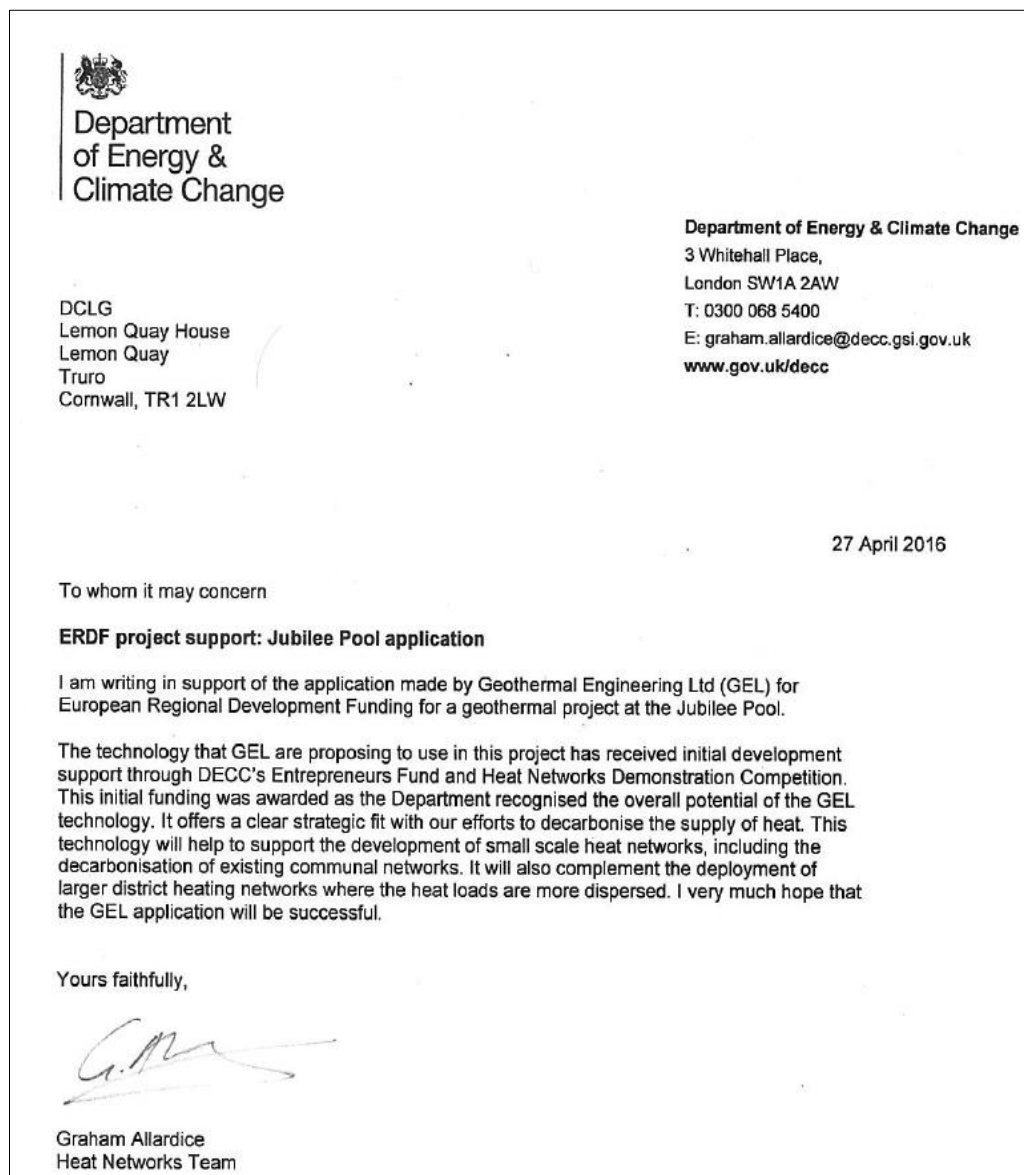 Department
of Energy &
Climate Change
Department of Energy & Climate Change
3 Whitehall Place,
London SW1A 2AW
T: 0300 068 5400
E: graham.allardice@decc.gsi.gov.uk
www.gov.uk/decc
DCLG
Lemon Quay House
Lemon Quay
Truro
Cornwall, TR1 2LW
27 April 2016
To whom it may concern
ERDF project support: Jubilee Pool application
I am writing in support of the application made by Geothermal Engineering Ltd (GEL) for
European Regional Development Funding for a geothermal project at the Jubilee Pool.
The technology that GEL are proposing to use in this project has received initial development
support through DECC's Entrepreneurs Fund and Heat Networks Demonstration Competition.
This initial funding was awarded as the Department recognised the overall potential of the GEL
technology. It offers a clear strategic fit with our efforts to decarbonise the supply of heat. This
technology will help to support the development of small scale heat networks, including the
decarbonisation of existing communal networks. It will also complement the deployment of
larger district heating networks where the heat loads are more dispersed. I very much hope that
the GEL application will be successful.
Yours faithfully,
Graham Allardice
Heat Networks Team